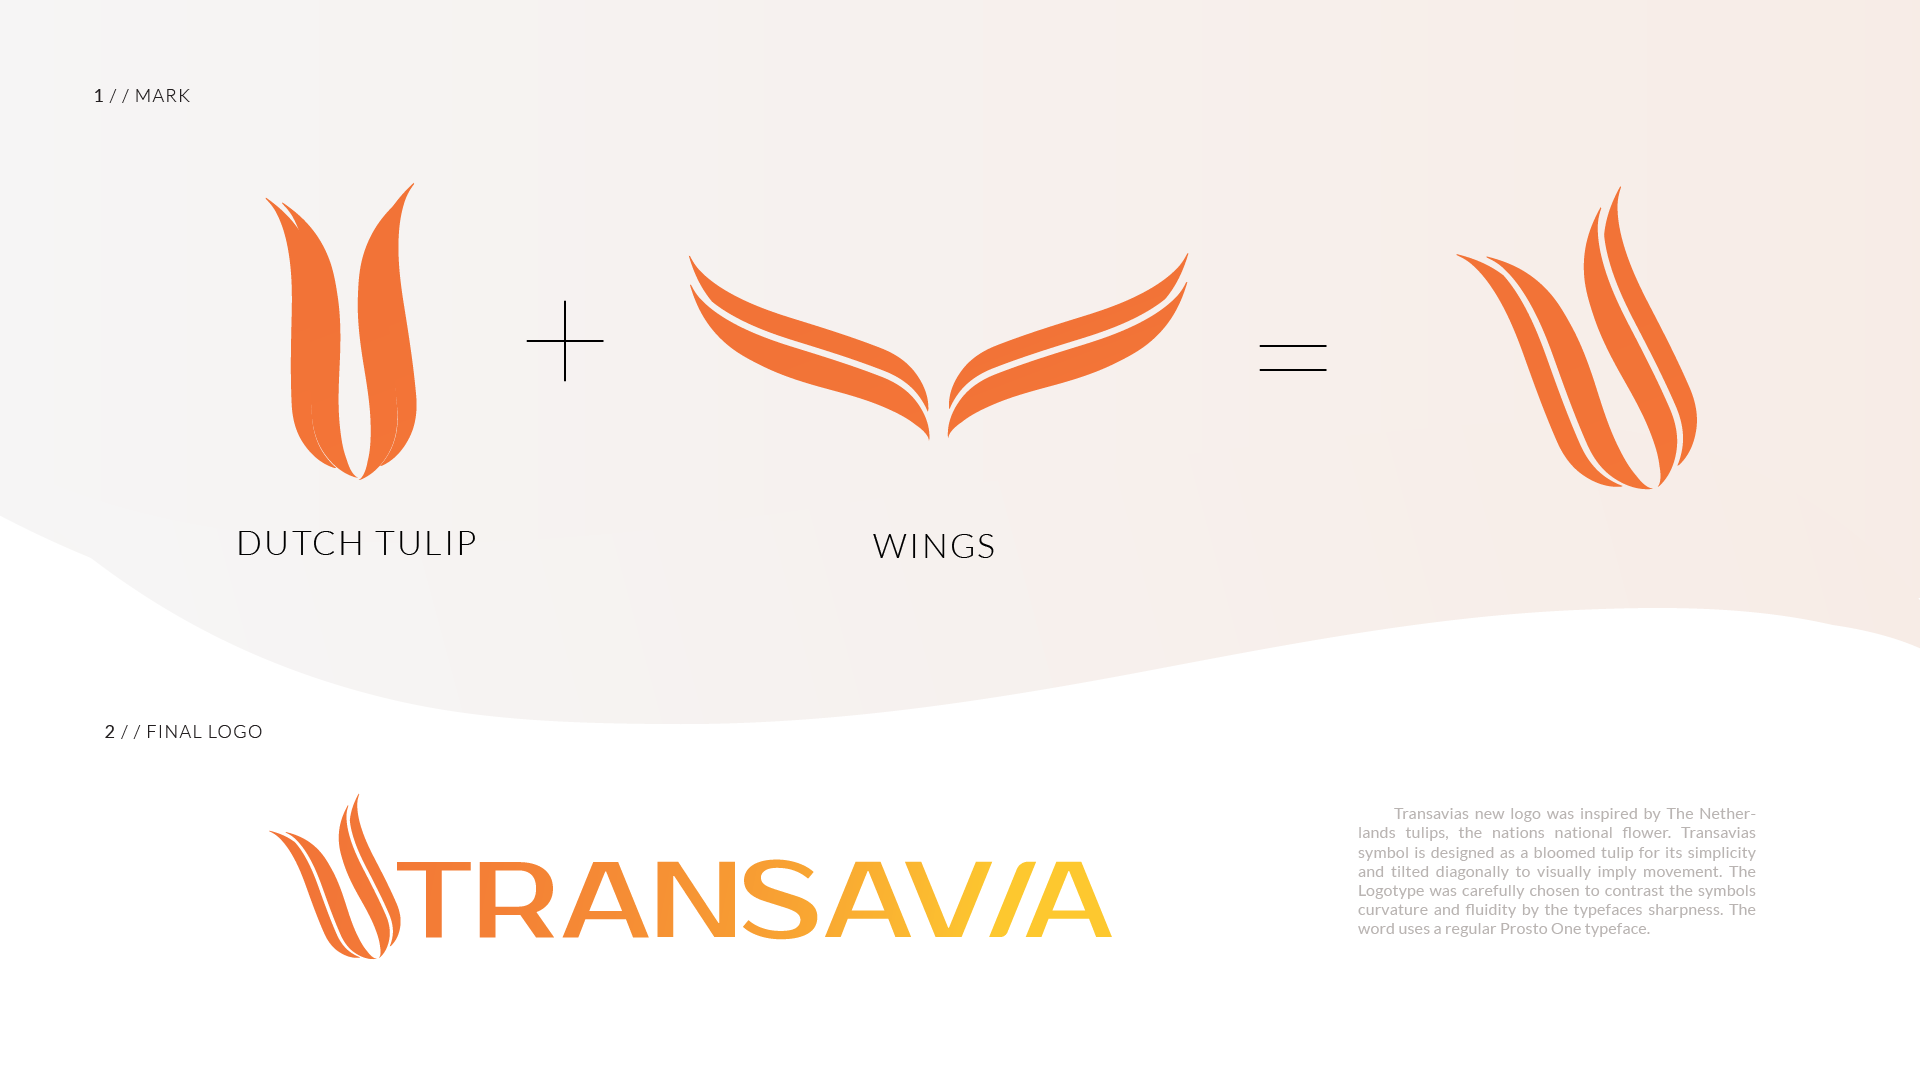 1 / / MARK
+
=
DUTCH TULIP
WINGS
2 / / FINAL LOGO
TRANSAVIA
Transavias new logo was inspired by The Nether-
lands tulips, the nations national flower. Transavias
symbol is designed as a bloomed tulip for its simplicity
and tilted diagonally to visually imply movement. The
Logotype was carefully chosen to contrast the symbols
curvature and fluidity by the typefaces sharpness. The
word uses a regular Prosto One typeface.